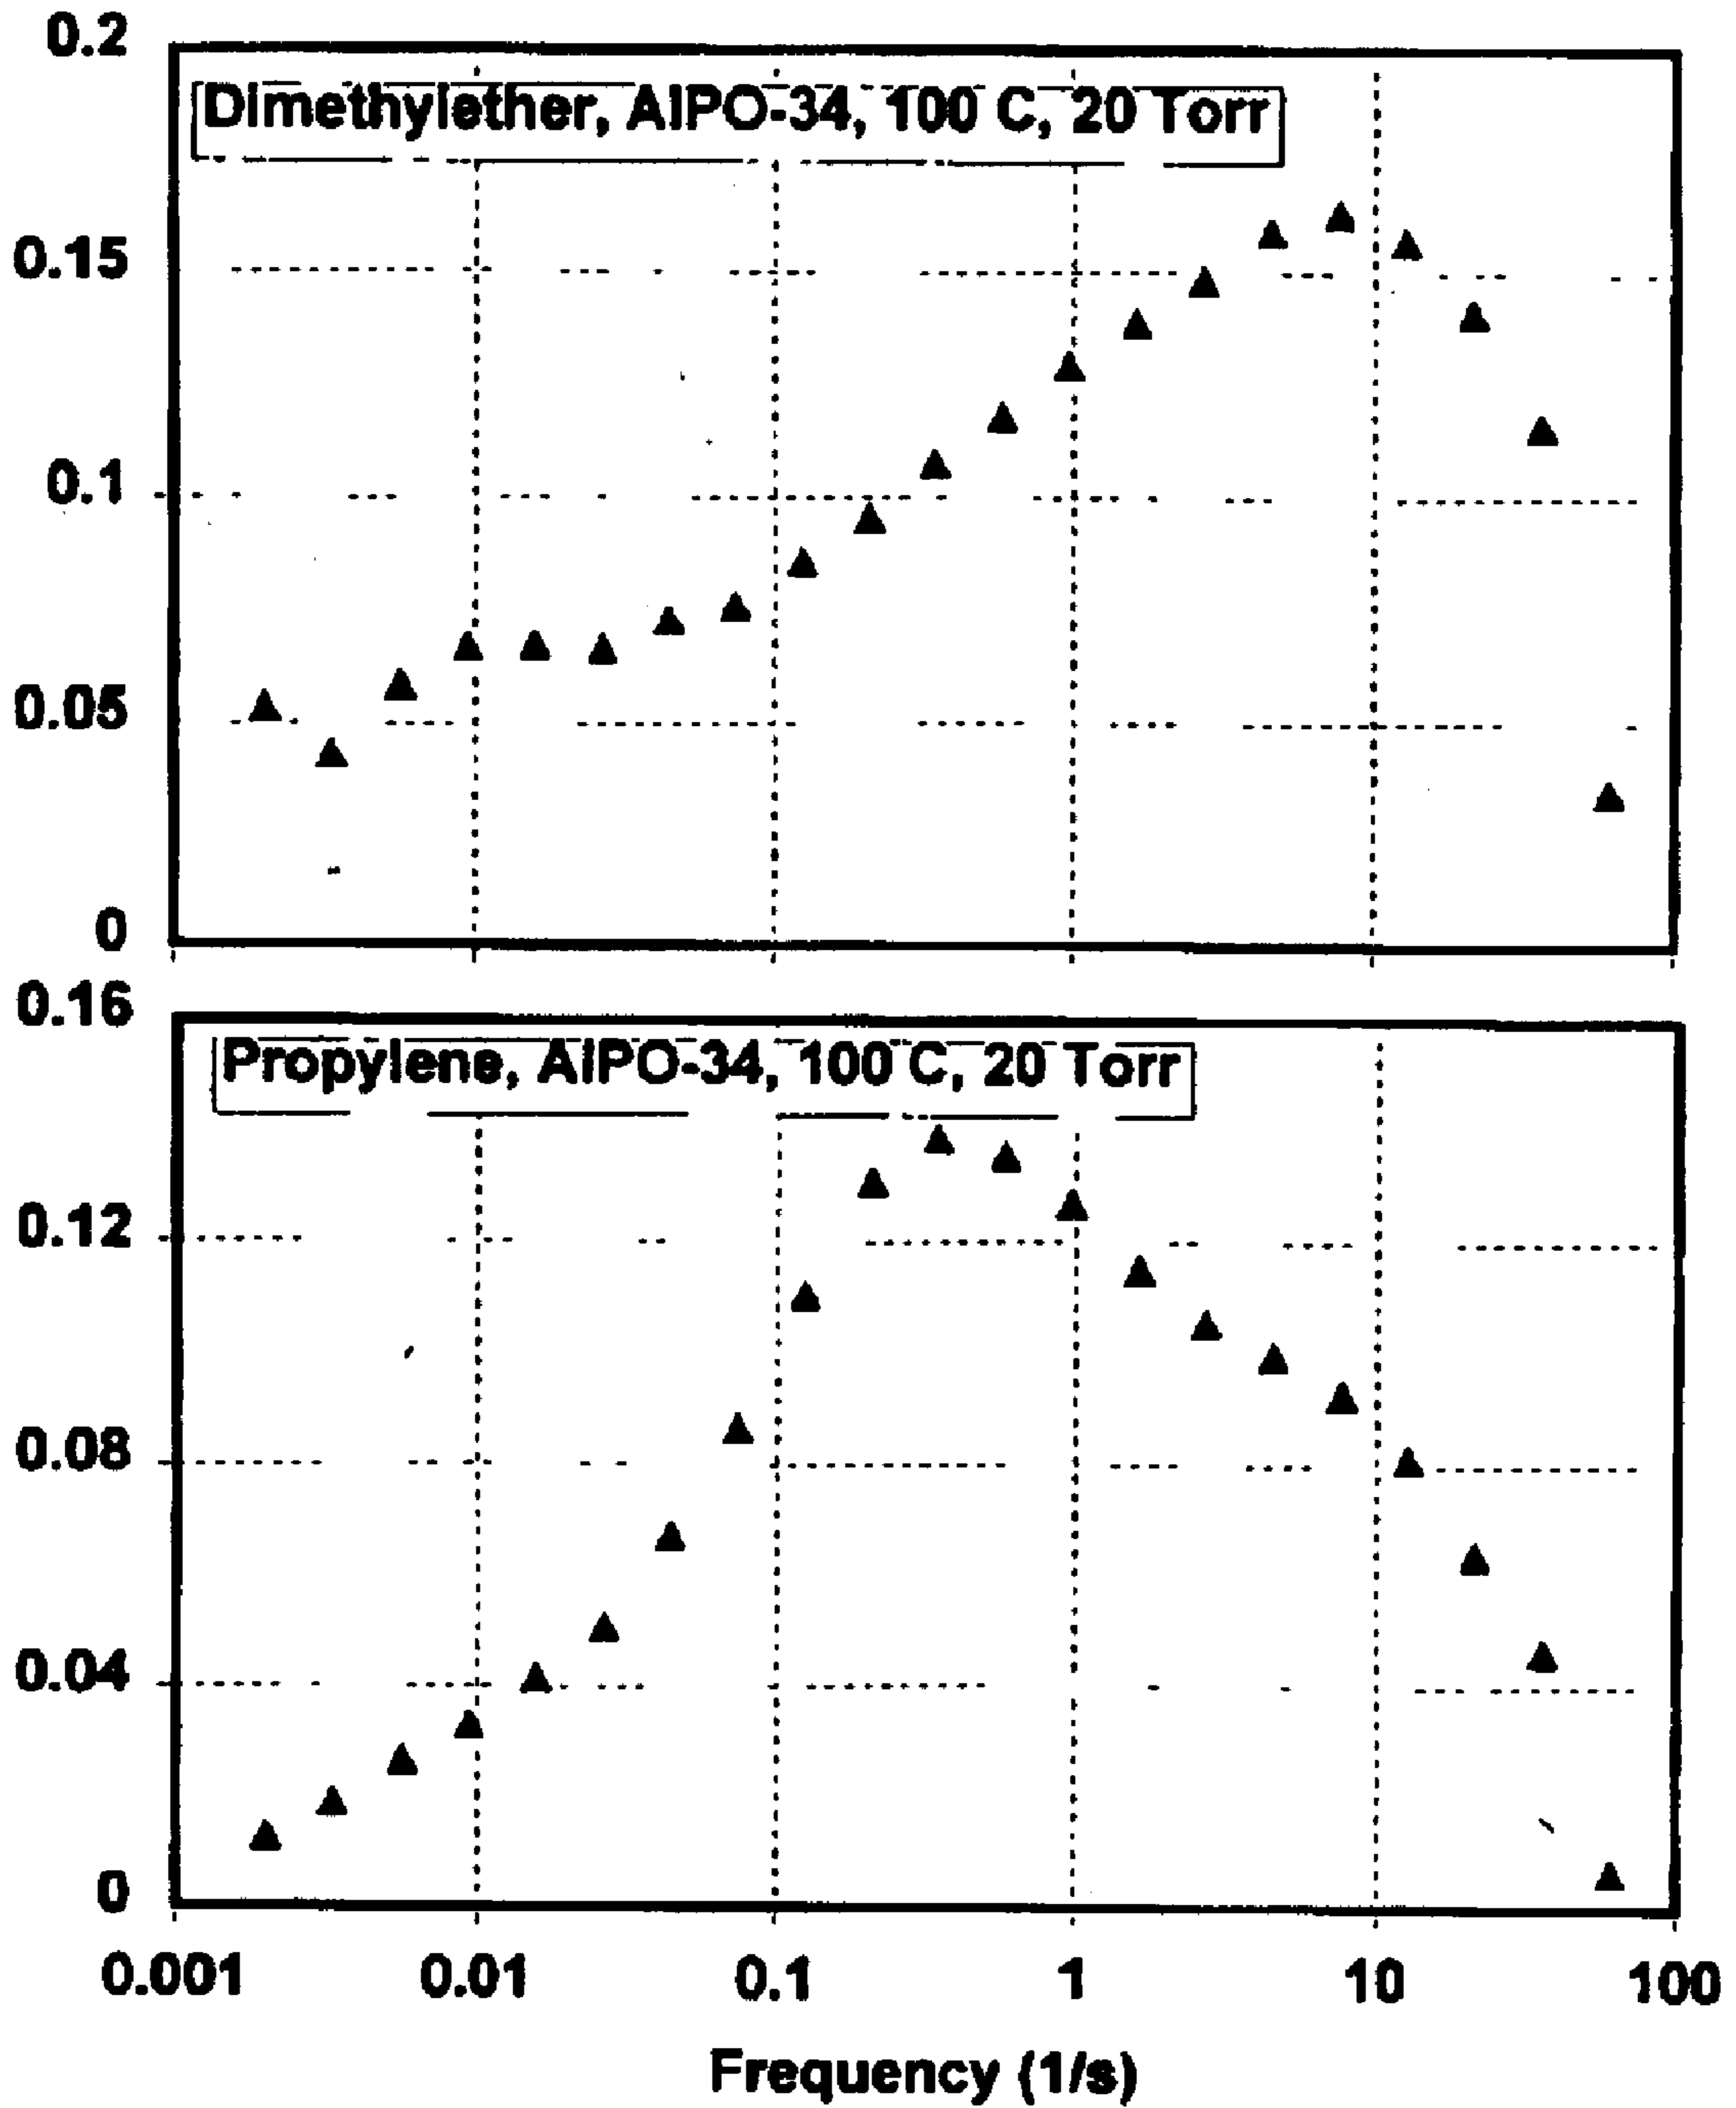 0.2
Dimethylether, AlPO-34, 100 C, 20 Torr
0.15
0.1
0.05
0
0.16
Propylene, AlPO-34, 100 C, 20 Torr
0.12
0.08
0.04
0
0.001 0.01 0.1 1 10 100
Frequency (1/s)